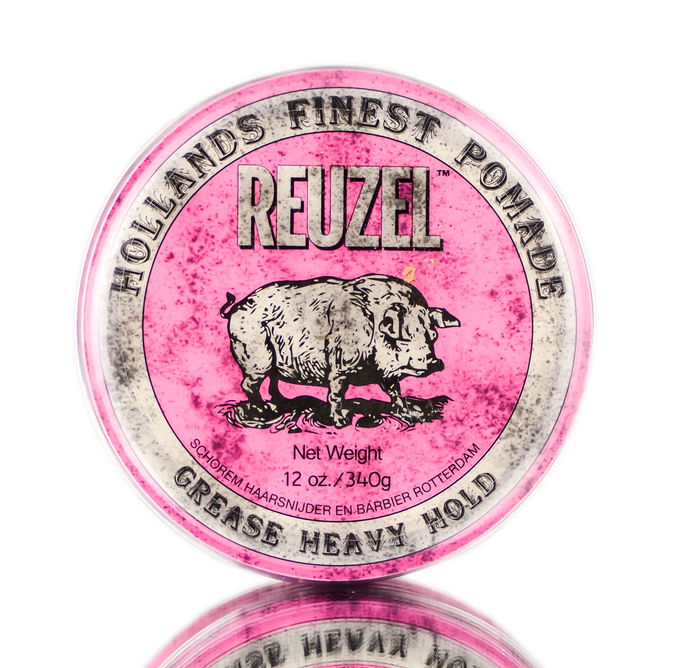 HOLLANDS FINEST POMADE
REUZEL™
Net Weight
12 oz./340g
SCHOREM HAARSNIJDER EN BARBIER ROTTERDAM
GREASE HEAVY HOLD